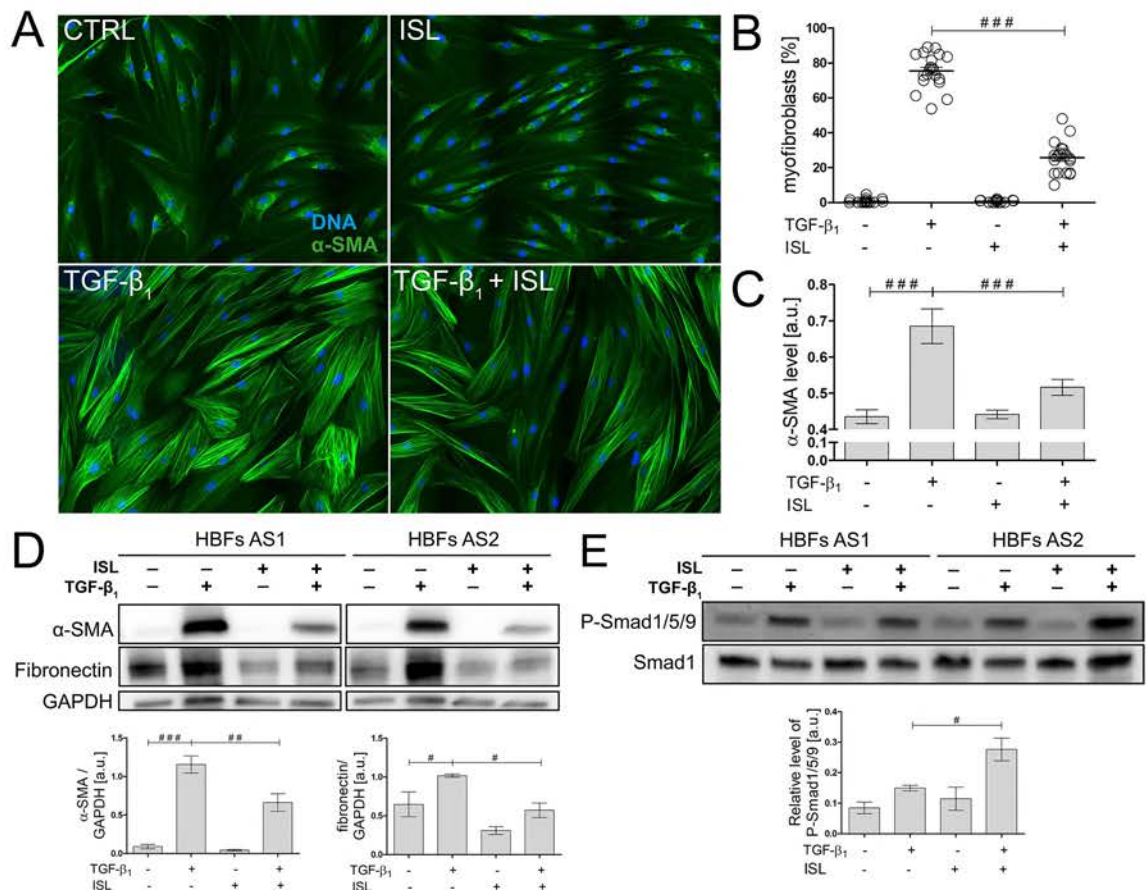 A
CTRL
ISL
DNA
α-SMA
TGF-β₁
TGF-β₁ + ISL
B
# # #
myofibroblasts [%]
100
80
60
40
20
0
TGF-β₁ - + - +
ISL - - + +
C
# # # # # #
α-SMA level [a.u.]
0.8
0.7
0.6
0.5
0.4
0.1
0.0
TGF-β₁ - + - +
ISL - - + +
D
HBFs AS1 HBFs AS2
ISL – – + + – – + +
TGF-β₁ – + – + – + – +
α-SMA
Fibronectin
GAPDH
# # # # #
α-SMA /
GAPDH [a.u.]
1.5
1.0
0.5
0.0
TGF-β₁ - + - +
ISL - - + +
# #
fibronectin/
GAPDH [a.u.]
1.5
1.0
0.5
0.0
TGF-β₁ - + - +
ISL - - + +
E
HBFs AS1 HBFs AS2
ISL – – + + – – + +
TGF-β₁ – + – + – + – +
P-Smad1/5/9
Smad1
#
Relative level of
P-Smad1/5/9 [a.u.]
0.4
0.3
0.2
0.1
0.0
TGF-β₁ - + - +
ISL - - + +